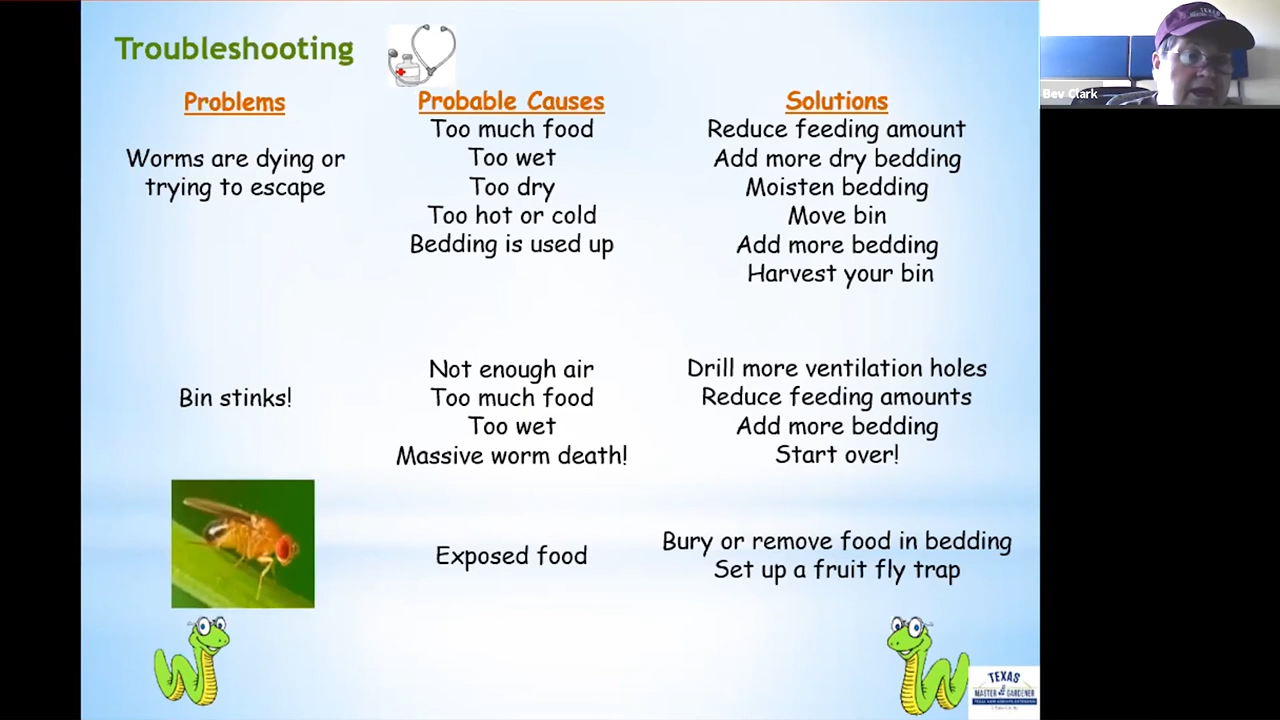 Troubleshooting
Problems
Worms are dying or
trying to escape
Probable Causes
Too much food
Too wet
Too dry
Too hot or cold
Bedding is used up
Solutions
Reduce feeding amount
Add more dry bedding
Moisten bedding
Move bin
Add more bedding
Harvest your bin
Bin stinks!
Not enough air
Too much food
Too wet
Massive worm death!
Drill more ventilation holes
Reduce feeding amounts
Add more bedding
Start over!
Exposed food
Bury or remove food in bedding
Set up a fruit fly trap
Bev Clark
TEXAS
MASTER GARDENER